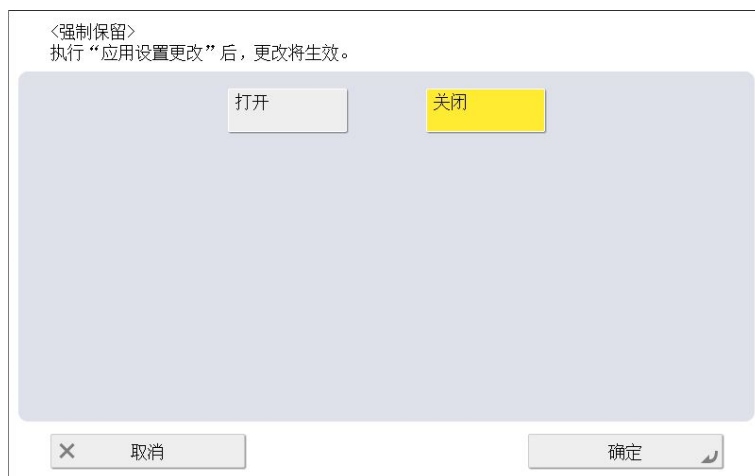 <强制保留>
执行“应用设置更改”后，更改将生效。
打开
关闭
取消
确定